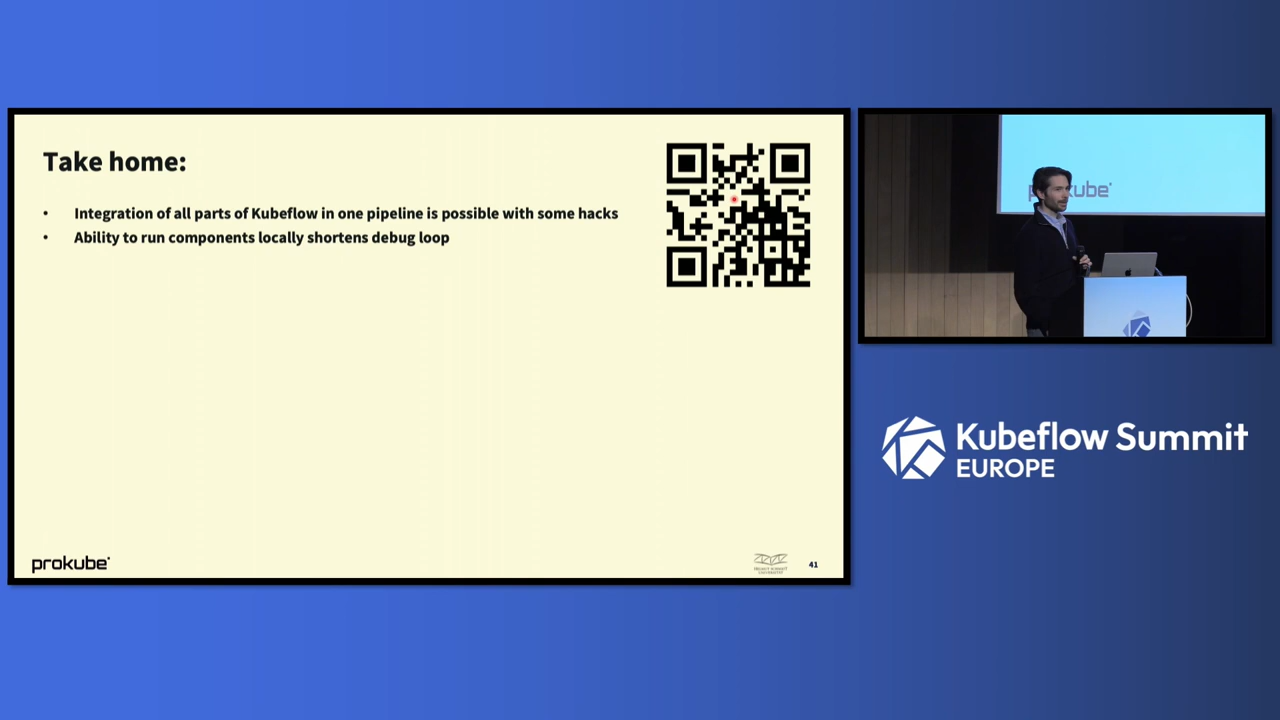 Take home:
• Integration of all parts of Kubeflow in one pipeline is possible with some hacks
• Ability to run components locally shortens debug loop
prokube
41
Kubeflow Summit
EUROPE